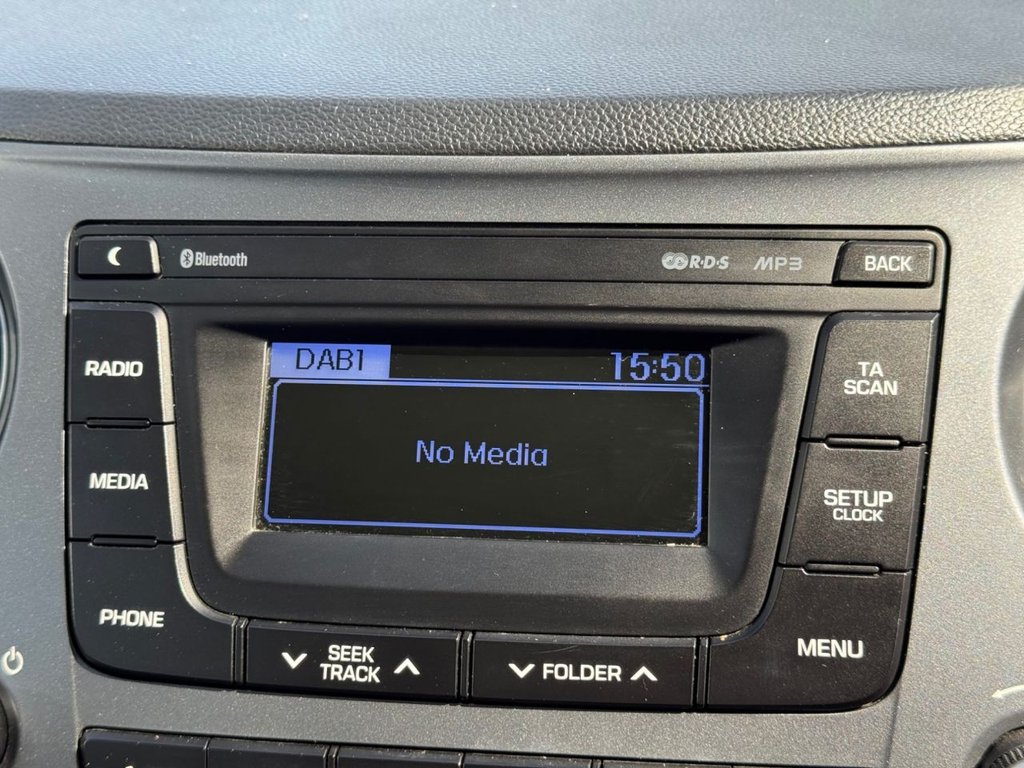 Bluetooth
R·D·S
MP3
BACK
RADIO
MEDIA
PHONE
DAB1
15:50
No Media
TA
SCAN
SETUP
CLOCK
MENU
SEEK
TRACK
FOLDER